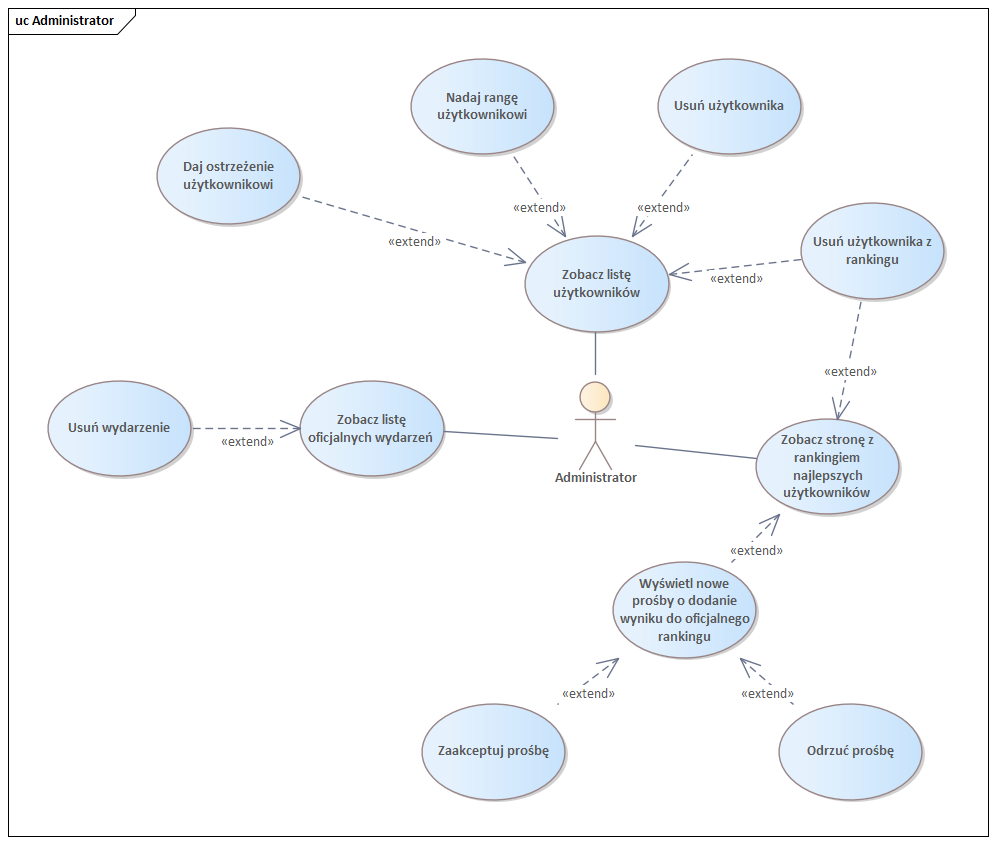 uc Administrator
Nadaj rangę
użytkownikowi
Usuń użytkownika
Daj ostrzeżenie
użytkownikowi
«extend»
«extend»
«extend»
Usuń użytkownika z
rankingu
Zobacz listę
użytkowników
«extend»
«extend»
Usuń wydarzenie
«extend»
Zobacz listę
oficjalnych wydarzeń
Administrator
Zobacz stronę z
rankingiem
najlepszych
użytkowników
«extend»
Wyświetl nowe
prośby o dodanie
wyniku do oficjalnego
rankingu
«extend»
«extend»
Zaakceptuj prośbę
Odrzuć prośbę